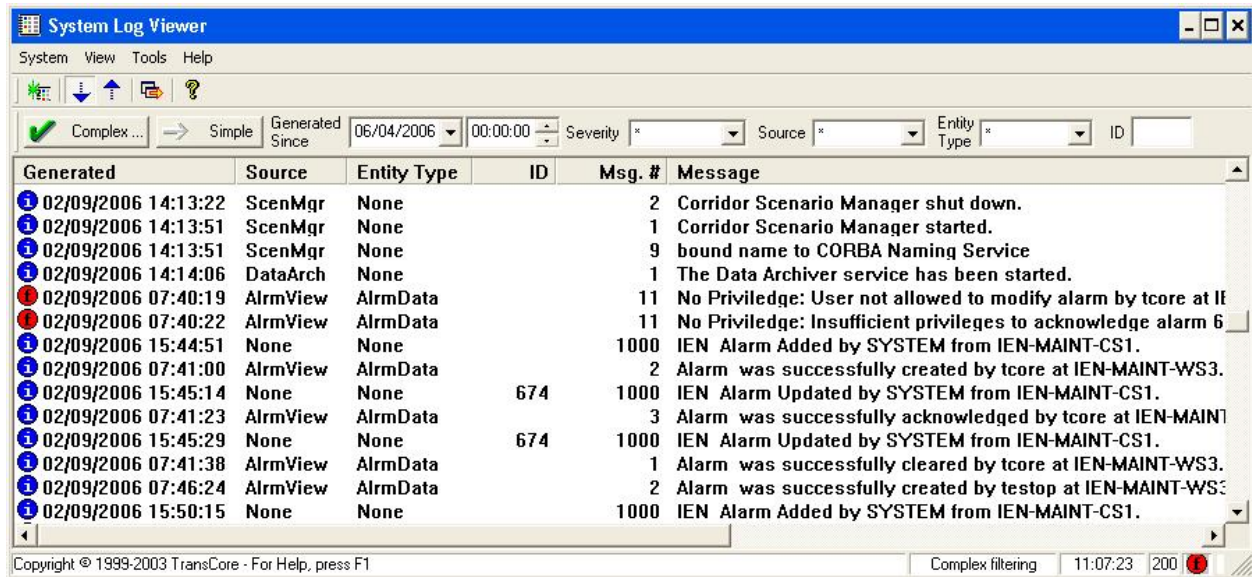 System Log Viewer
System View Tools Help
Complex ... Simple Generated Since 06/04/2006 00:00:00 Severity * Source * Entity Type * ID
Generated Source Entity Type ID Msg. # Message
02/09/2006 14:13:22 ScenMgr None 2 Corridor Scenario Manager shut down.
02/09/2006 14:13:51 ScenMgr None 1 Corridor Scenario Manager started.
02/09/2006 14:13:51 ScenMgr None 9 bound name to CORBA Naming Service
02/09/2006 14:14:06 DataArch None 1 The Data Archiver service has been started.
02/09/2006 07:40:19 AlrmView AlrmData 11 No Priviledge: User not allowed to modify alarm by tcore at
02/09/2006 07:40:22 AlrmView AlrmData 11 No Priviledge: Insufficient privileges to acknowledge alarm 6
02/09/2006 15:44:51 None None 1000 IEN Alarm Added by SYSTEM from IEN-MAINT-CS1.
02/09/2006 07:41:00 AlrmView AlrmData 2 Alarm was successfully created by tcore at IEN-MAINT-WS3.
02/09/2006 15:45:14 None None 674 1000 IEN Alarm Updated by SYSTEM from IEN-MAINT-CS1.
02/09/2006 07:41:23 AlrmView AlrmData 3 Alarm was successfully acknowledged by tcore at IEN-MAINT
02/09/2006 15:45:29 None None 674 1000 IEN Alarm Updated by SYSTEM from IEN-MAINT-CS1.
02/09/2006 07:41:38 AlrmView AlrmData 1 Alarm was successfully cleared by tcore at IEN-MAINT-WS3.
02/09/2006 07:46:24 AlrmView AlrmData 2 Alarm was successfully created by testop at IEN-MAINT-WS3
02/09/2006 15:50:15 None None 1000 IEN Alarm Added by SYSTEM from IEN-MAINT-CS1.
Copyright © 1999-2003 TransCore - For Help, press F1 Complex filtering 11:07:23 200 f